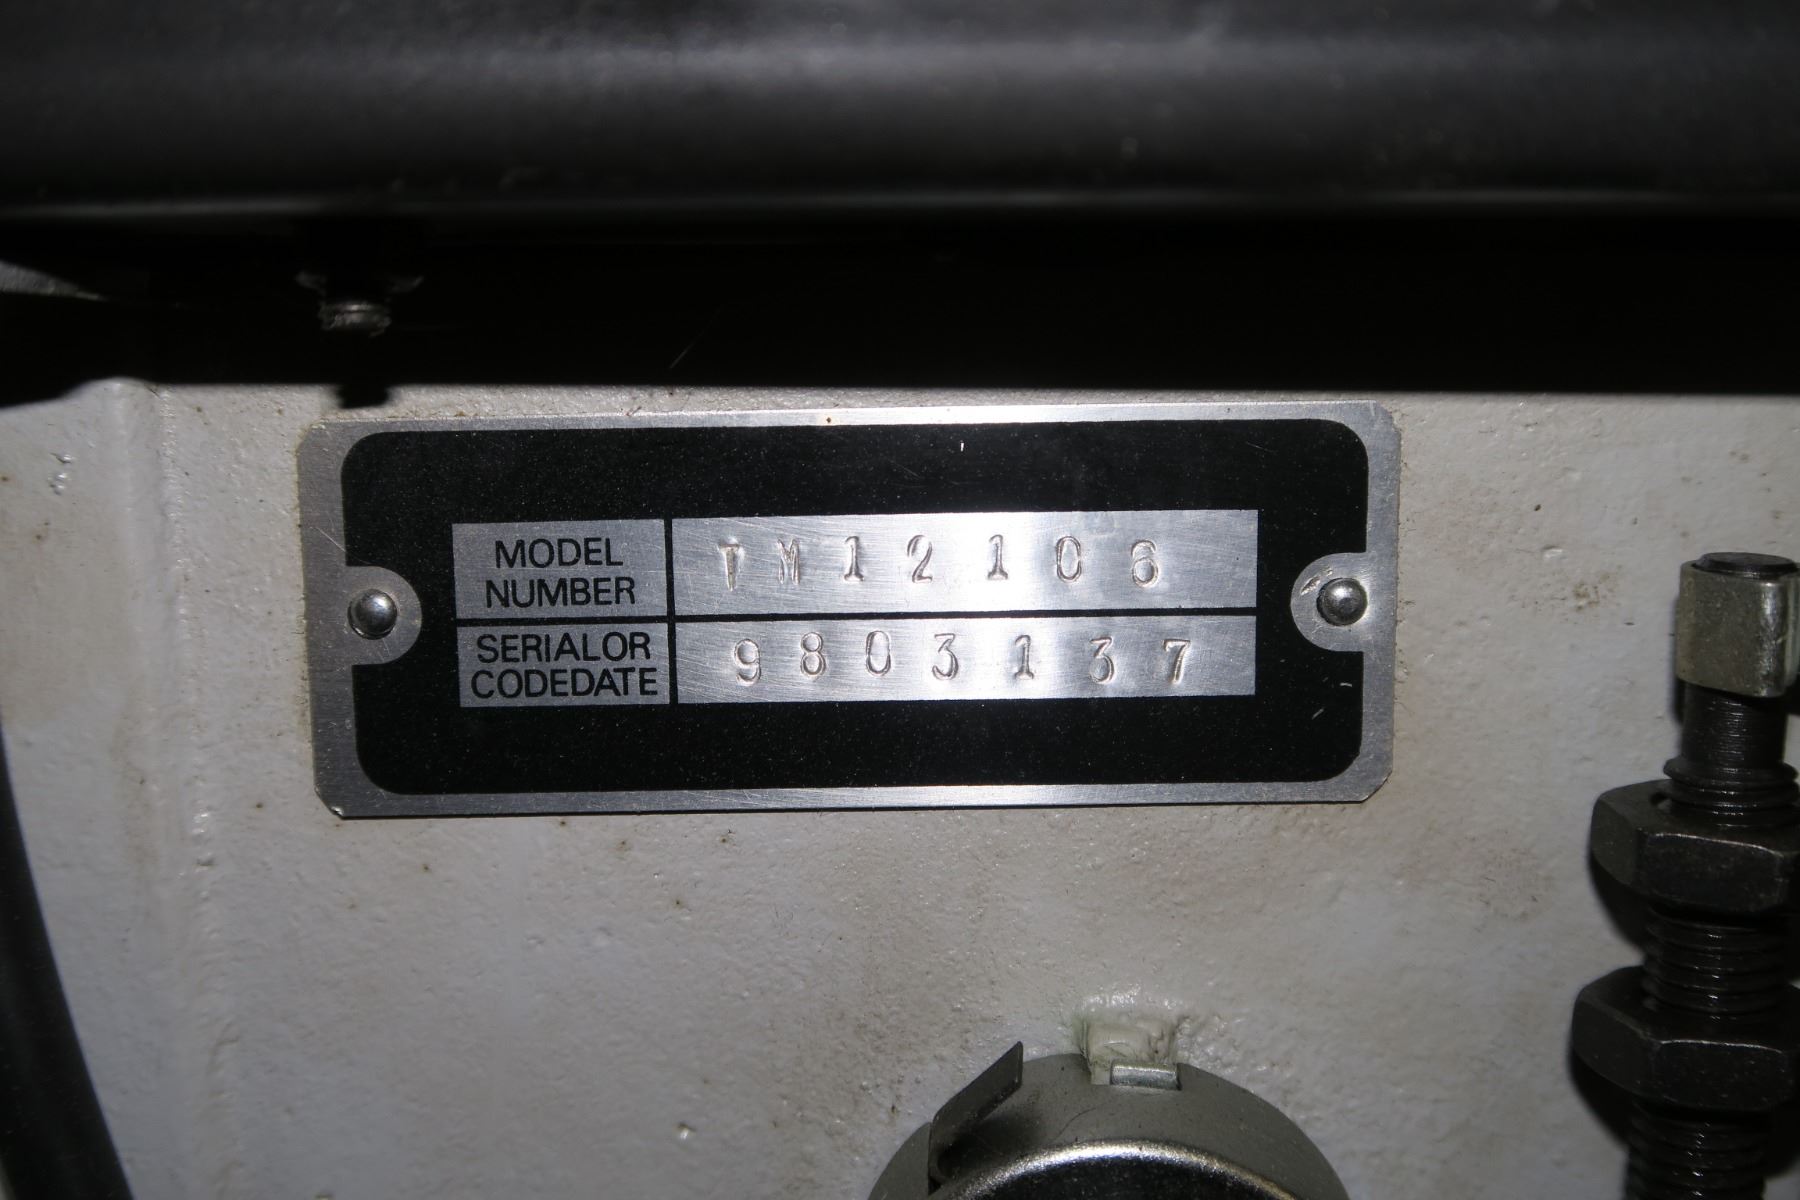 MODEL NUMBER TM12106
SERIALOR CODEDATE 9803137